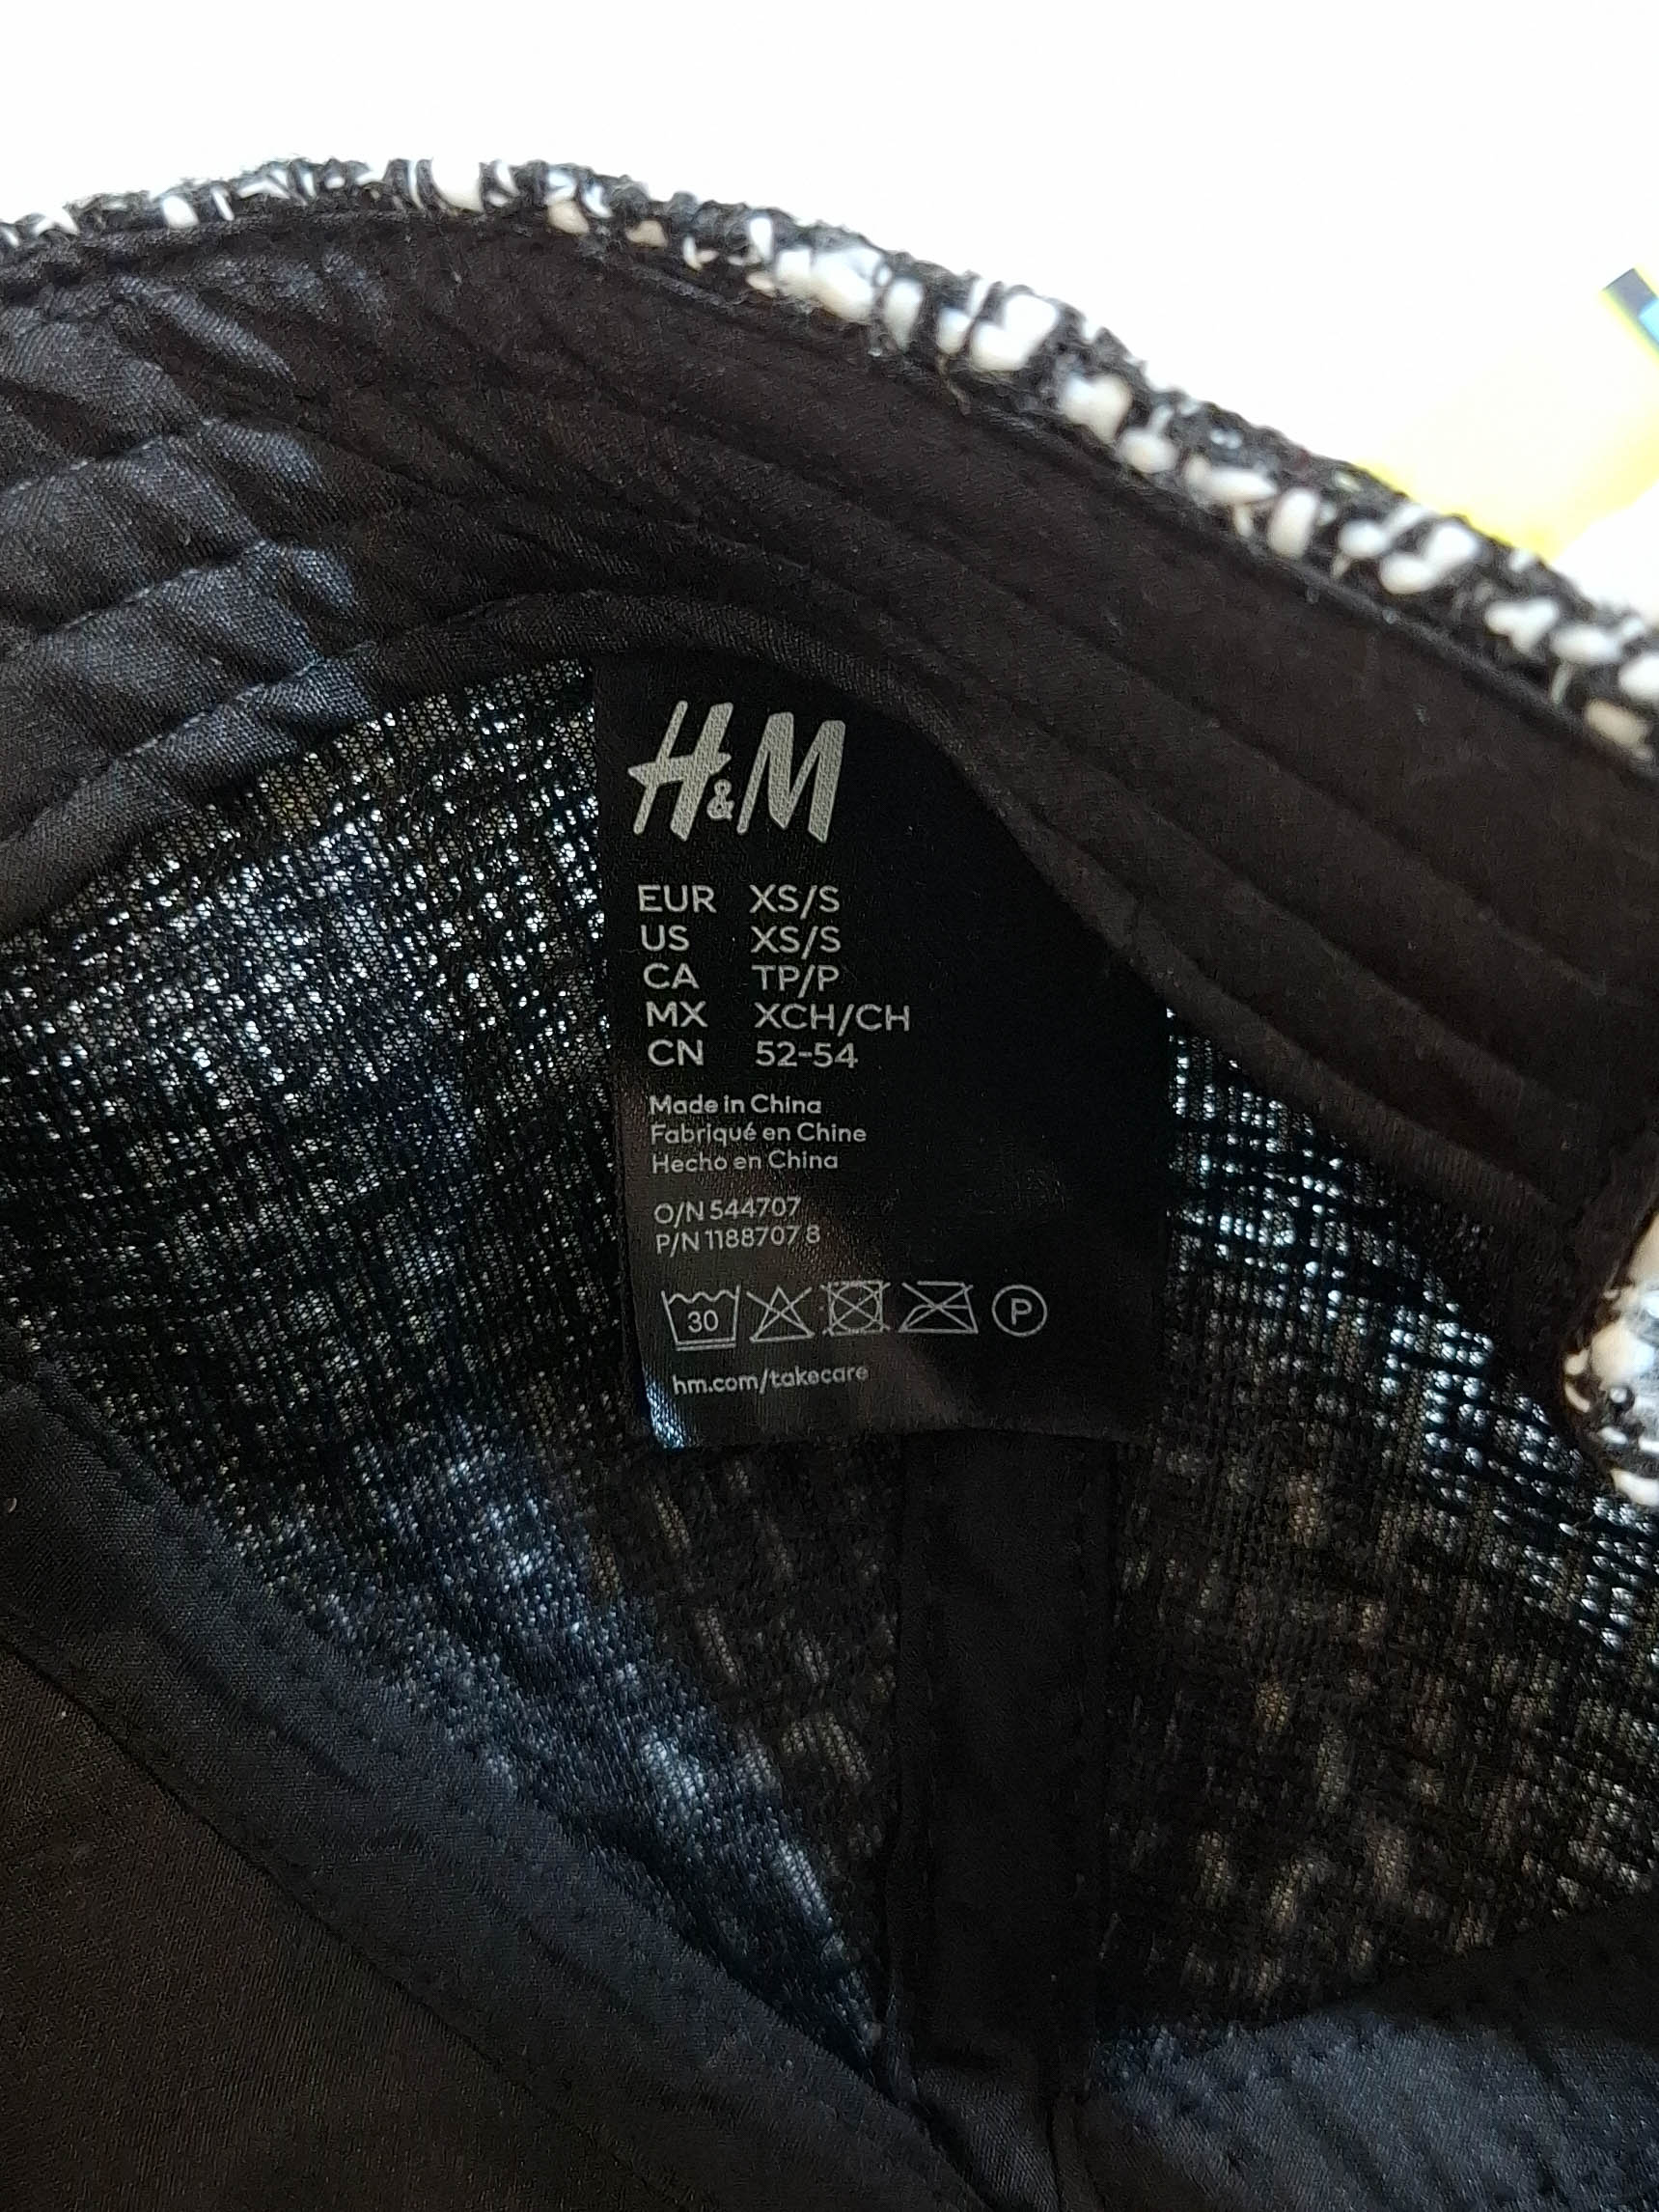 H&M
EUR XS/S
US XS/S
CA TP/P
MX XCH/CH
CN 52-54
Made in China
Fabriqué en Chine
Hecho en China
O/N 544707
P/N 1188707 8
30 P
hm.com/takecare